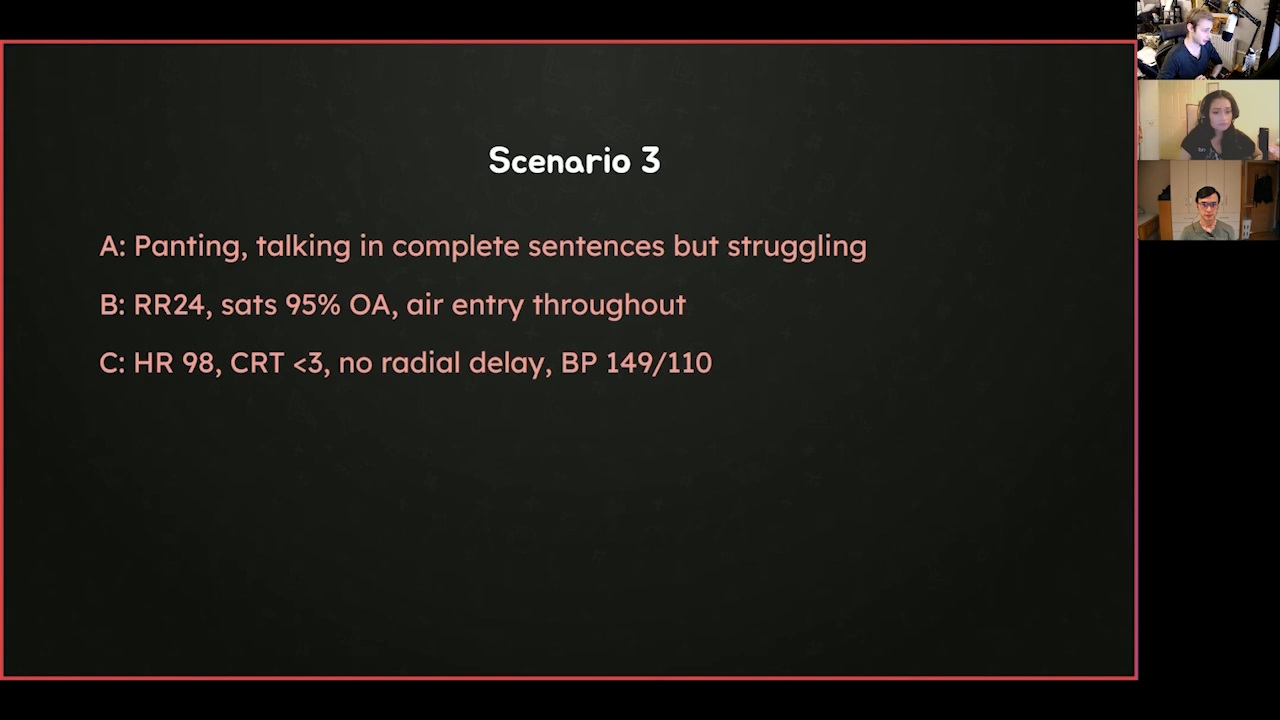 Scenario 3
A: Panting, talking in complete sentences but struggling
B: RR24, sats 95% OA, air entry throughout
C: HR 98, CRT <3, no radial delay, BP 149/110